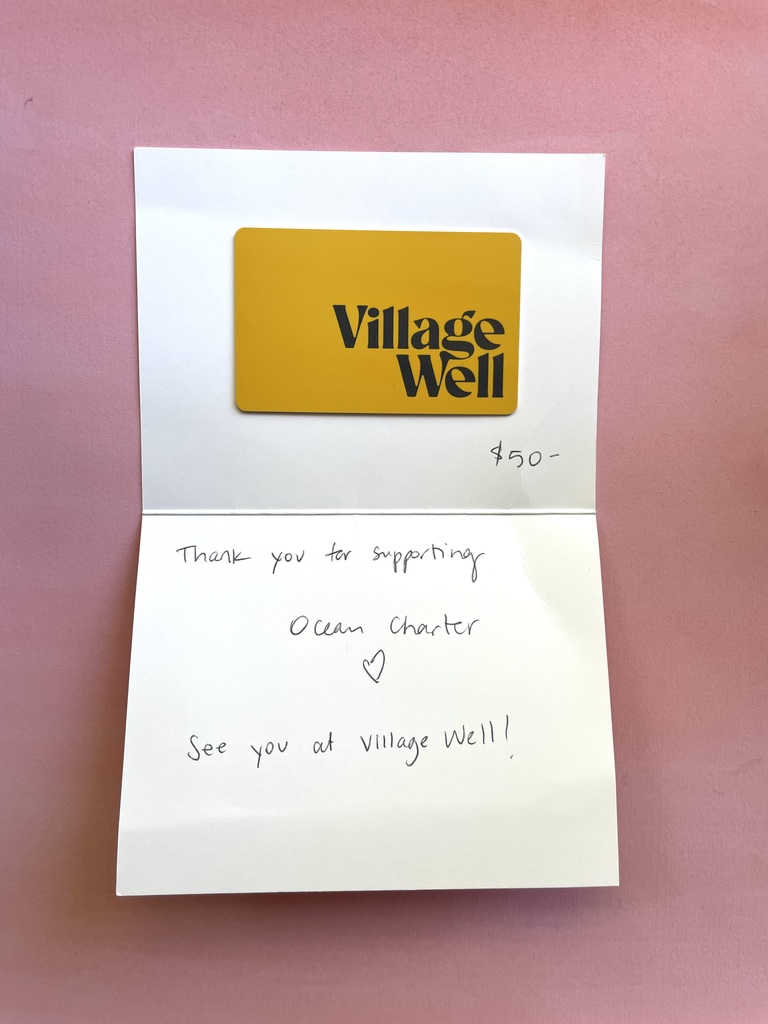 Village
Well
$50-
Thank you for supporting
Ocean Charter
♡
See you at Village Well!